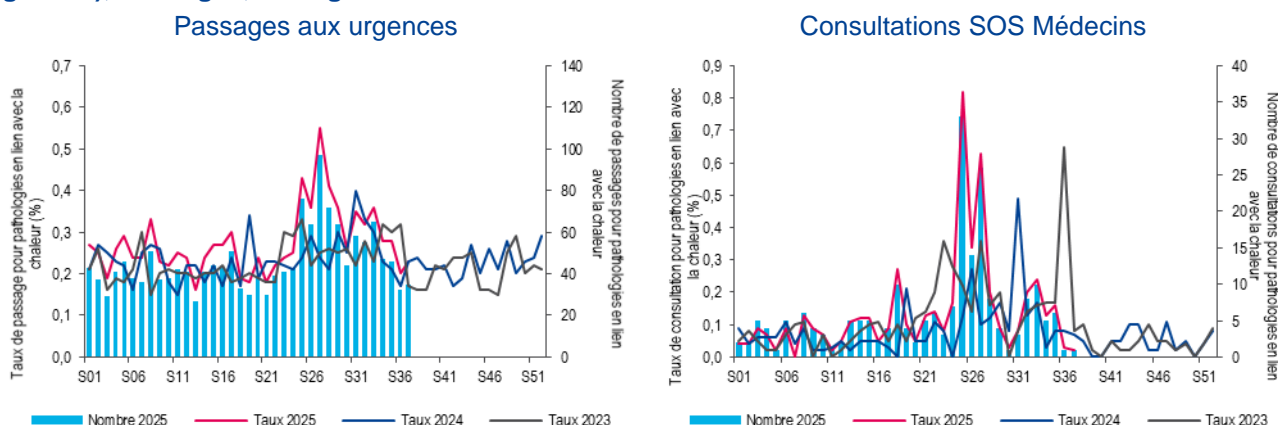 Passages aux urgences
Taux de passage pour pathologies en lien avec la
chaleur (%)
0,7
0,6
0,5
0,4
0,3
0,2
0,1
0,0
140
120
100
80
60
40
20
0
Nombre de passages pour pathologies en lien
avec la chaleur
S01 S06 S11 S16 S21 S26 S31 S36 S41 S46 S51
Nombre 2025 Taux 2025 Taux 2024 Taux 2023
Consultations SOS Médecins
Taux de consultation pour pathologies en lien avec
la chaleur (%)
0,9
0,8
0,7
0,6
0,5
0,4
0,3
0,2
0,1
0,0
40
35
30
25
20
15
10
5
0
Nombre de consultations pour pathologies en lien
avec la chaleur
S01 S06 S11 S16 S21 S26 S31 S36 S41 S46 S51
Nombre 2025 Taux 2025 Taux 2024 Taux 2023